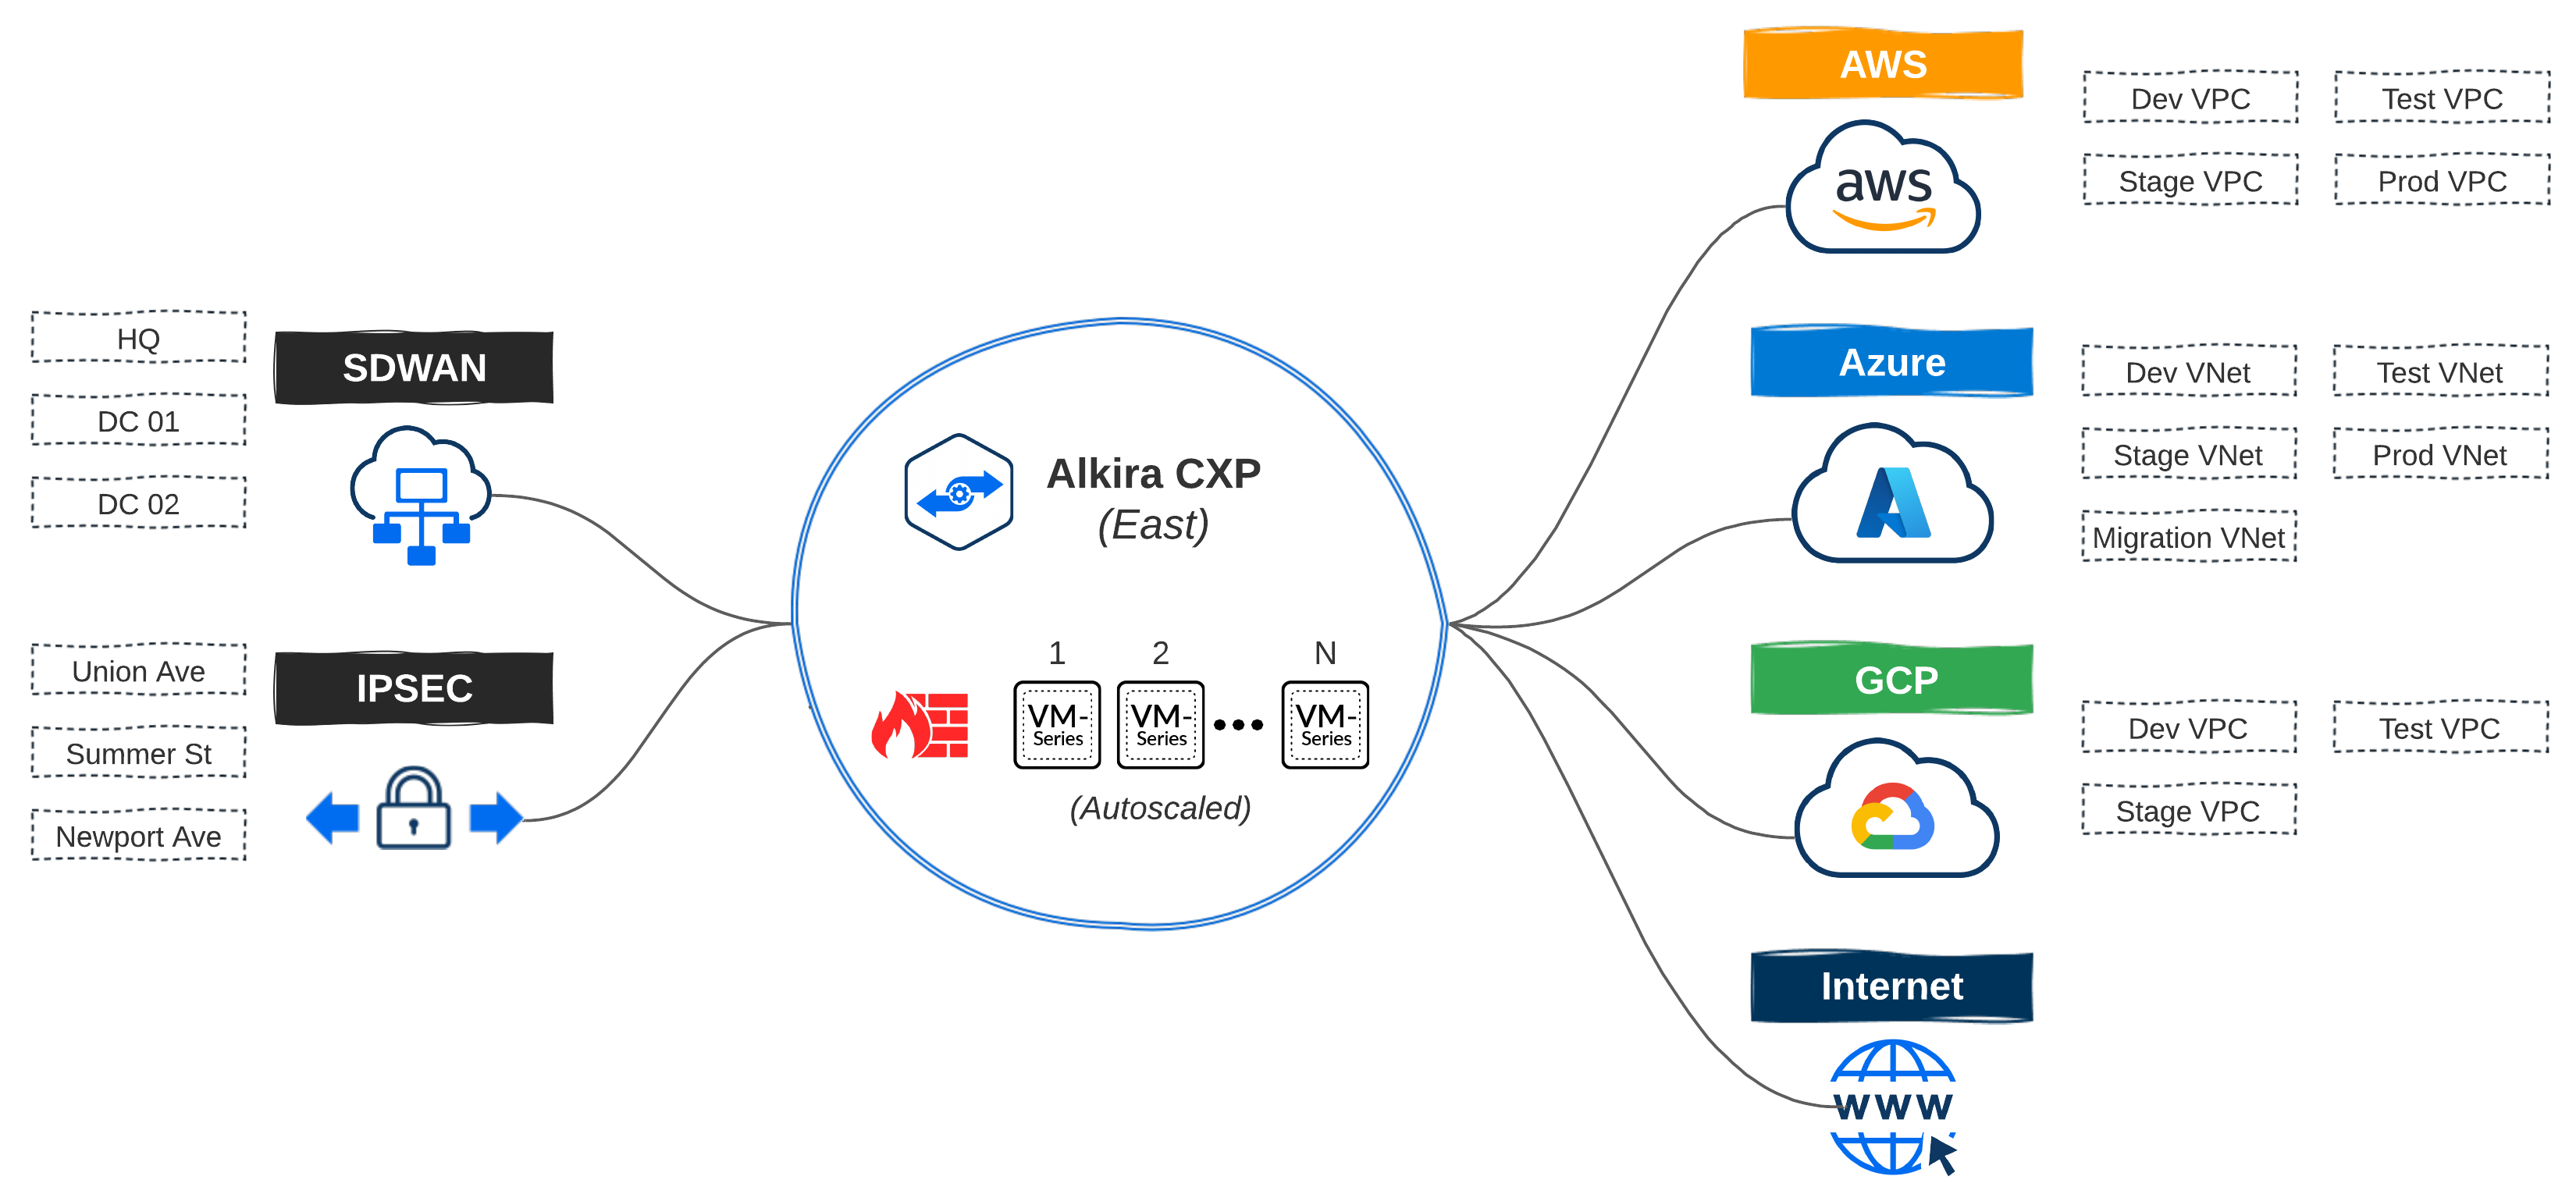 AWS
aws
Dev VPC
Test VPC
Stage VPC
Prod VPC
HQ
DC 01
DC 02
SDWAN
Union Ave
Summer St
Newport Ave
IPSEC
Alkira CXP
(East)
1
2
N
VM-
Series
VM-
Series
VM-
Series
(Autoscaled)
Azure
Dev VNet
Test VNet
Stage VNet
Prod VNet
Migration VNet
GCP
Dev VPC
Test VPC
Stage VPC
Internet
WWW